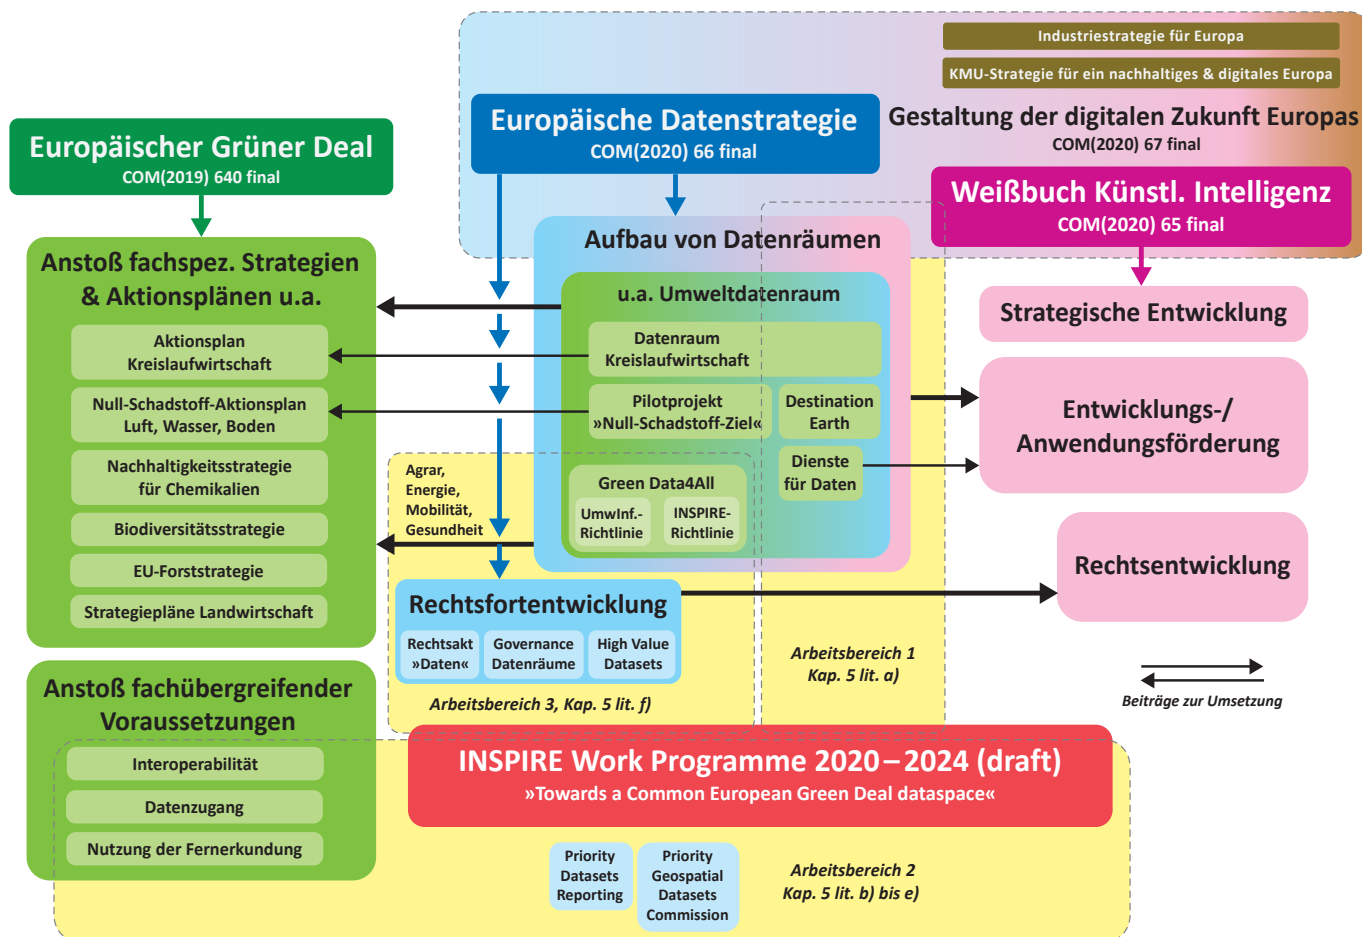 Industriestrategie für Europa
KMU-Strategie für ein nachhaltiges & digitales Europa
Gestaltung der digitalen Zukunft Europas
COM(2020) 67 final
Europäischer Grüner Deal
COM(2019) 640 final
Europäische Datenstrategie
COM(2020) 66 final
Weißbuch Künstl. Intelligenz
COM(2020) 65 final
Anstoß fachspez. Strategien
& Aktionsplänen u.a.
Aktionsplan
Kreislaufwirtschaft
Null-Schadstoff-Aktionsplan
Luft, Wasser, Boden
Nachhaltigkeitsstrategie
für Chemikalien
Biodiversitätsstrategie
EU-Forststrategie
Strategiepläne Landwirtschaft
Aufbau von Datenräumen
u.a. Umweltdatenraum
Datenraum
Kreislaufwirtschaft
Pilotprojekt
»Null-Schadstoff-Ziel«
Destination
Earth
Dienste
für Daten
Green Data4All
UmwInf.-
Richtlinie
INSPIRE-
Richtlinie
Agrar,
Energie,
Mobilität,
Gesundheit
Strategische Entwicklung
Entwicklungs-/
Anwendungsförderung
Rechtsentwicklung
Rechtsfortentwicklung
Rechtsakt
»Daten«
Governance
Datenräume
High Value
Datasets
Arbeitsbereich 3, Kap. 5 lit. f)
Arbeitsbereich 1
Kap. 5 lit. a)
Beiträge zur Umsetzung
Anstoß fachübergreifender
Voraussetzungen
Interoperabilität
Datenzugang
Nutzung der Fernerkundung
INSPIRE Work Programme 2020–2024 (draft)
»Towards a Common European Green Deal dataspace«
Priority
Datasets
Reporting
Priority
Geospatial
Datasets
Commission
Arbeitsbereich 2
Kap. 5 lit. b) bis e)